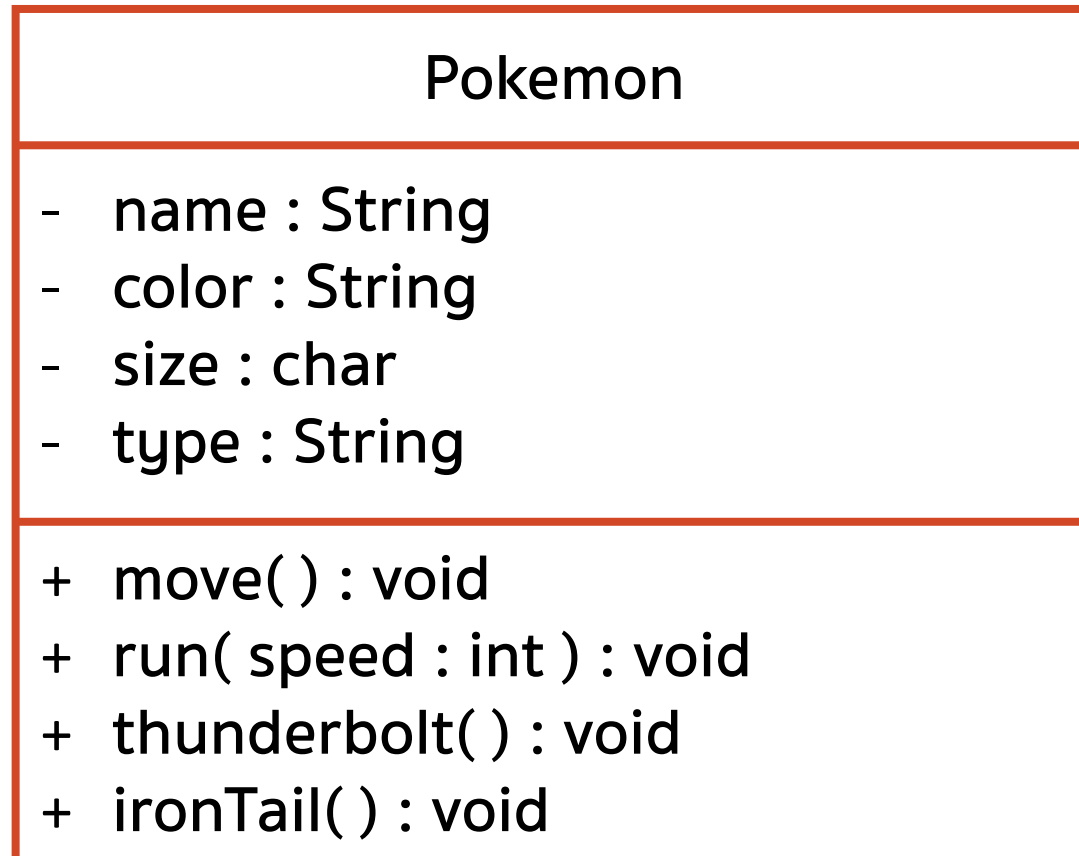 Pokemon
- name : String
- color : String
- size : char
- type : String
+ move( ) : void
+ run( speed : int ) : void
+ thunderbolt( ) : void
+ ironTail( ) : void